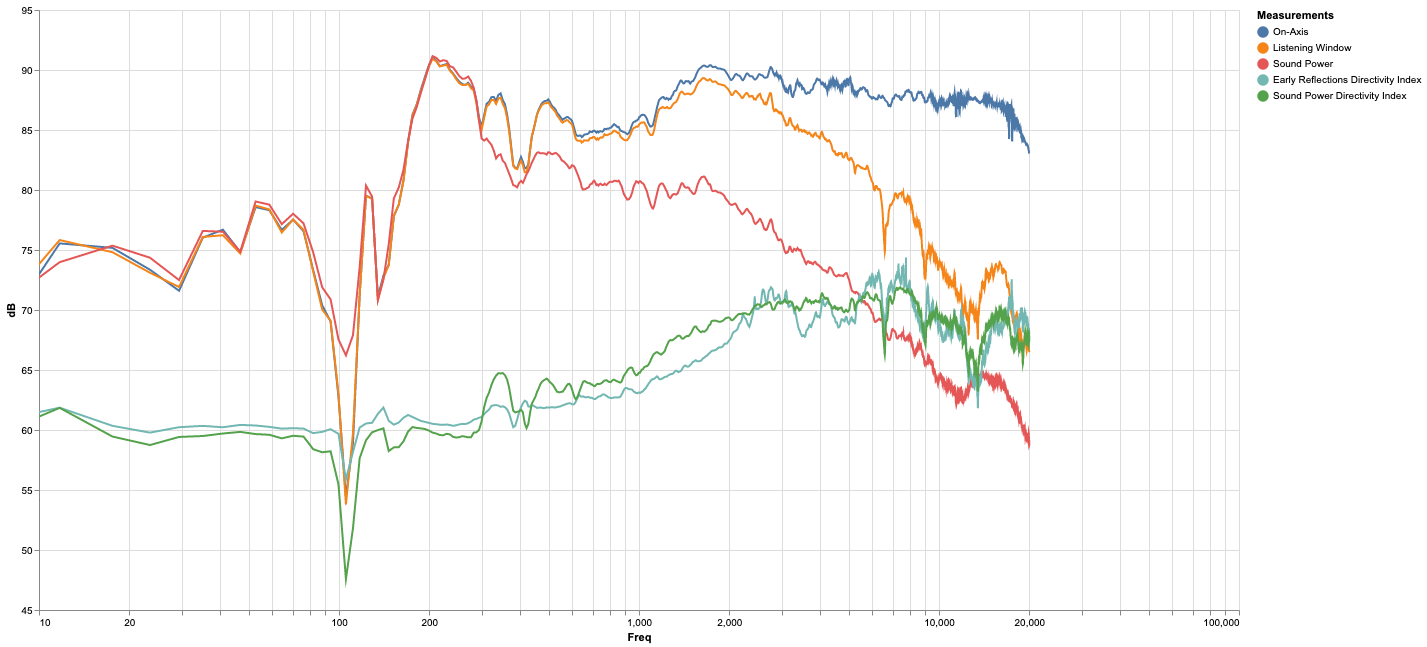 Measurements
On-Axis
Listening Window
Sound Power
Early Reflections Directivity Index
Sound Power Directivity Index
95
90
85
80
75
70
65
60
55
50
45
dB
10 20 100 200 1,000 2,000 10,000 20,000 100,000
Freq